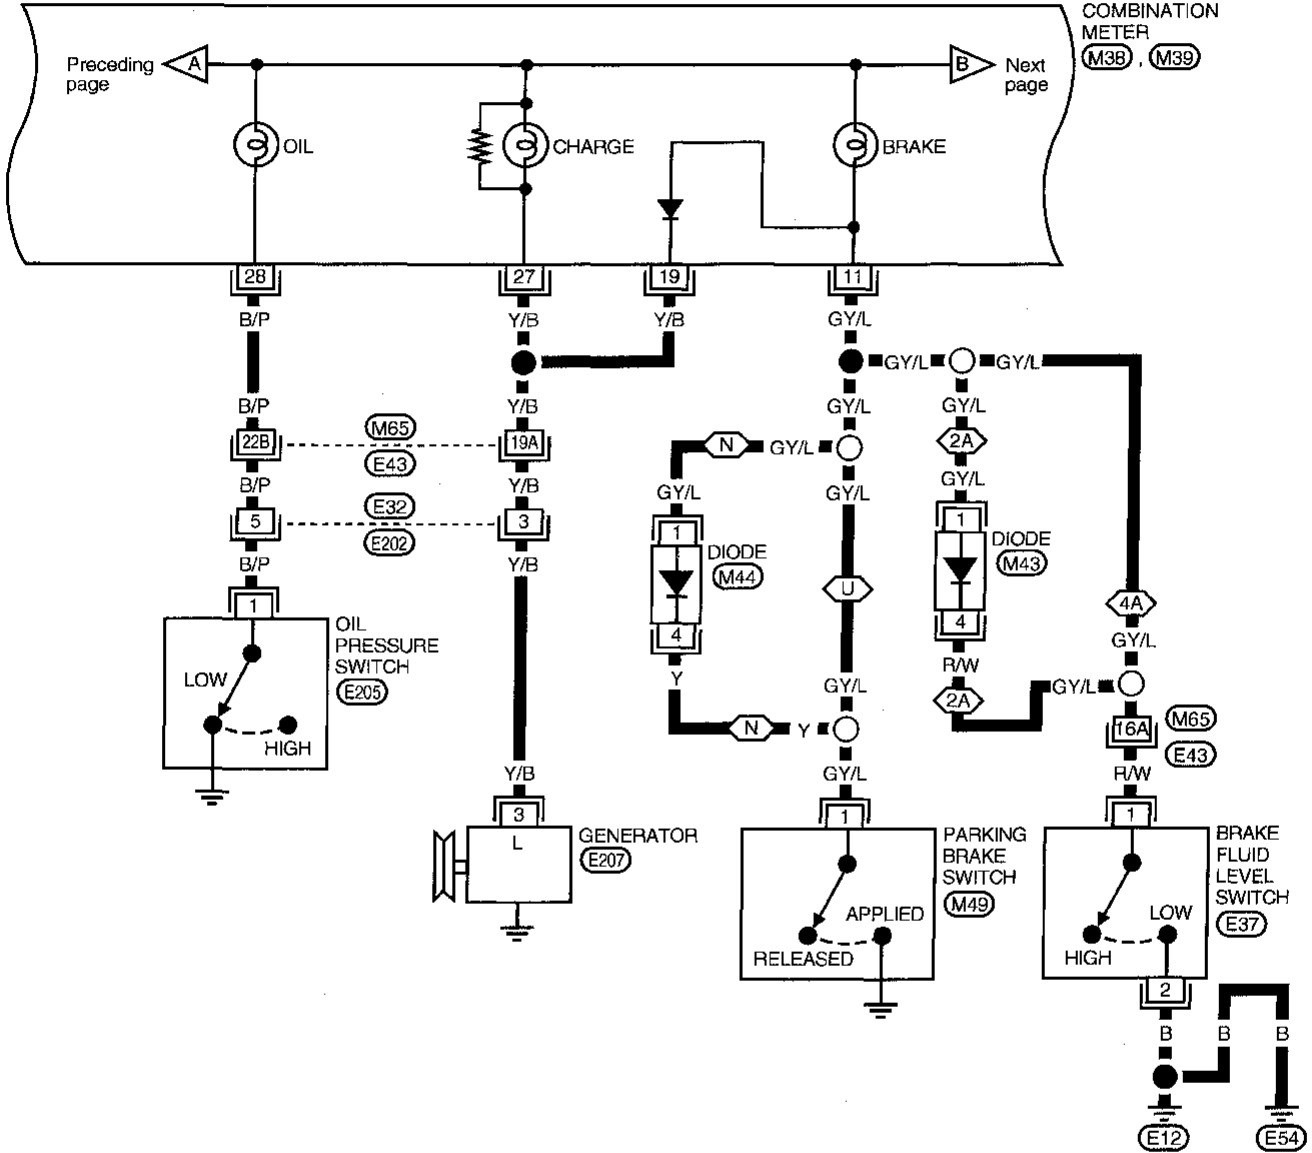 COMBINATION
METER
M38 , M39
Preceding
page
A
B
Next
page
OIL
CHARGE
BRAKE
28
27
19
11
B/P
Y/B
Y/B
GY/L
GY/L
GY/L
B/P
Y/B
GY/L
GY/L
22B
M65
E43
19A
N
GY/L
2A
B/P
Y/B
GY/L
GY/L
GY/L
5
E32
E202
3
1
1
B/P
Y/B
DIODE
M44
DIODE
M43
U
1
4A
OIL
PRESSURE
SWITCH
E205
4
4
GY/L
LOW
HIGH
Y
GY/L
R/W
2A
GY/L
N
Y
16A
M65
E43
Y/B
GY/L
R/W
3
L
GENERATOR
E207
1
PARKING
BRAKE
SWITCH
M49
APPLIED
RELEASED
1
BRAKE
FLUID
LEVEL
SWITCH
E37
LOW
HIGH
2
B
B
B
E12
E54